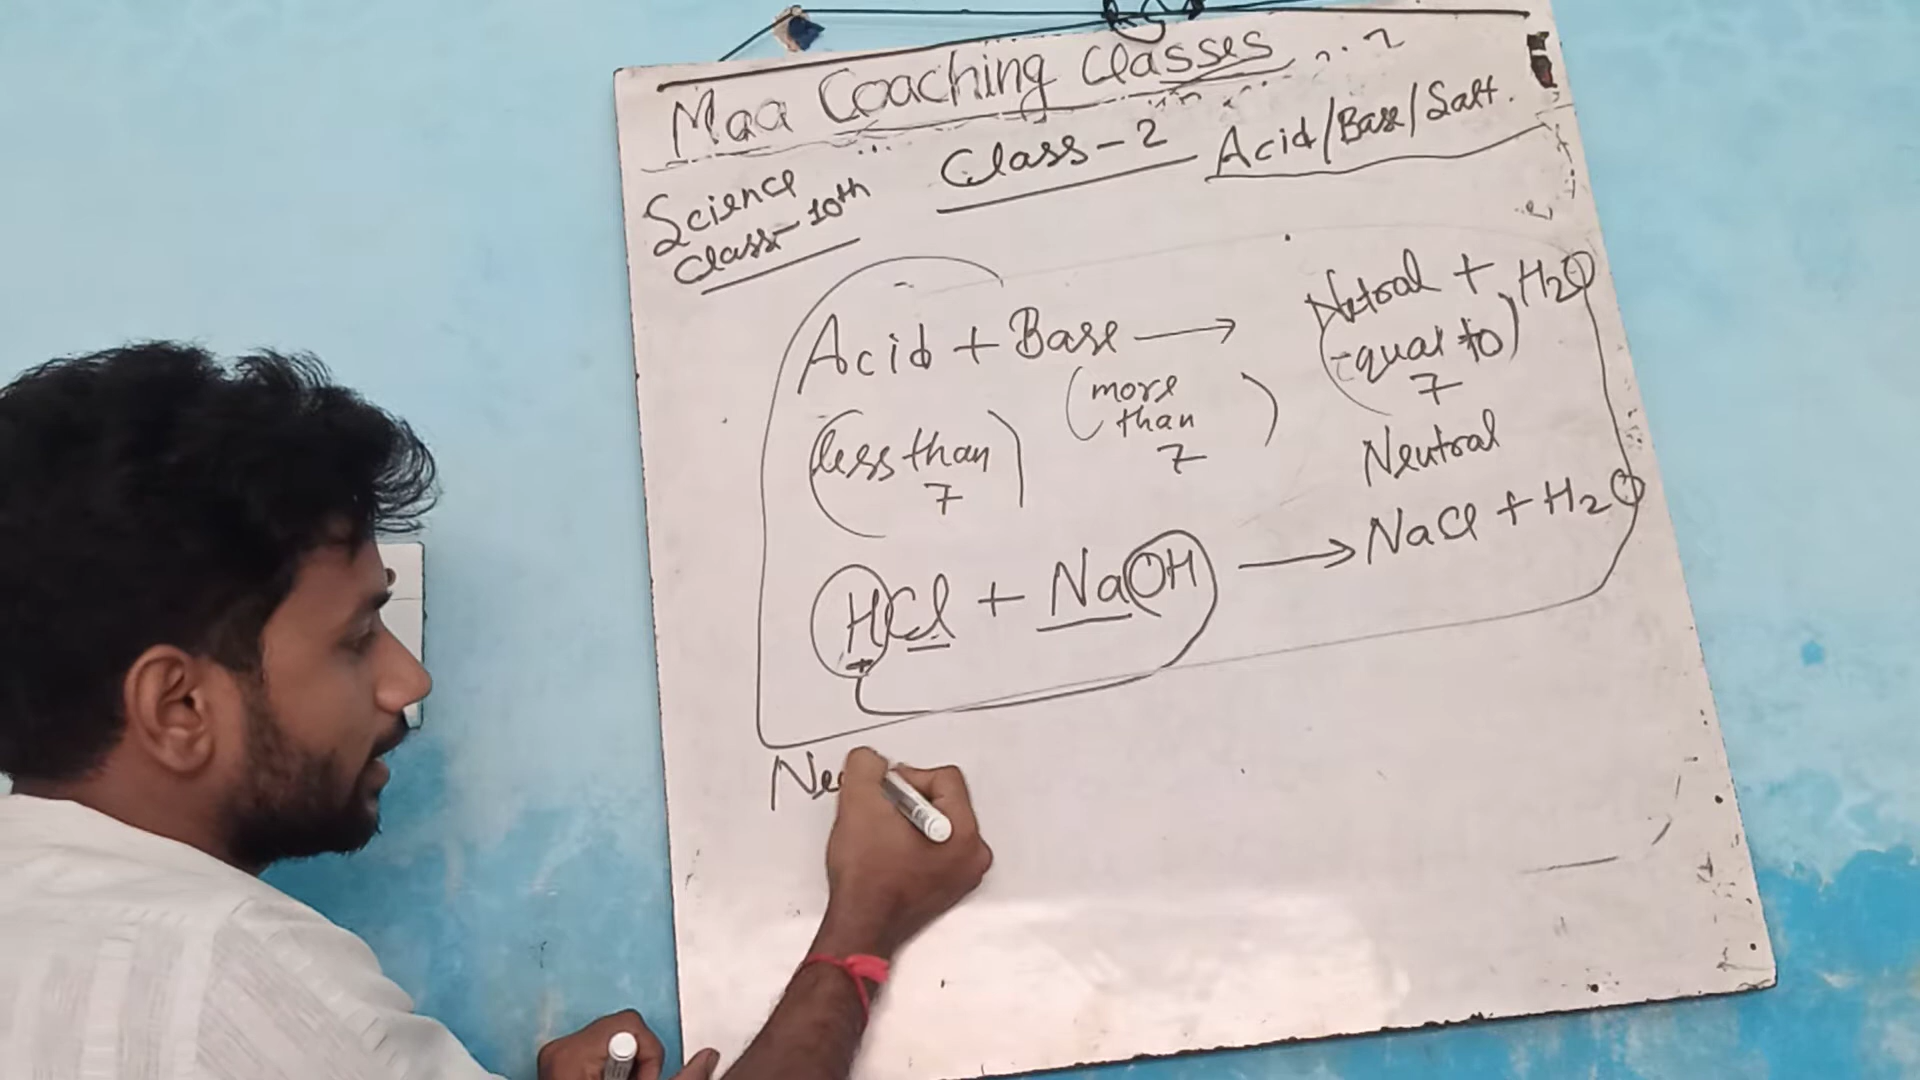 Maa Coaching Classes
Class-2 Acid/Base/Salt.
Science
Class-10th
Acid + Base → Netral + H2O
(less than 7) (more than 7) (equal to) 7
Neutral
HCl + NaOH → NaCl + H2O
+
Ne